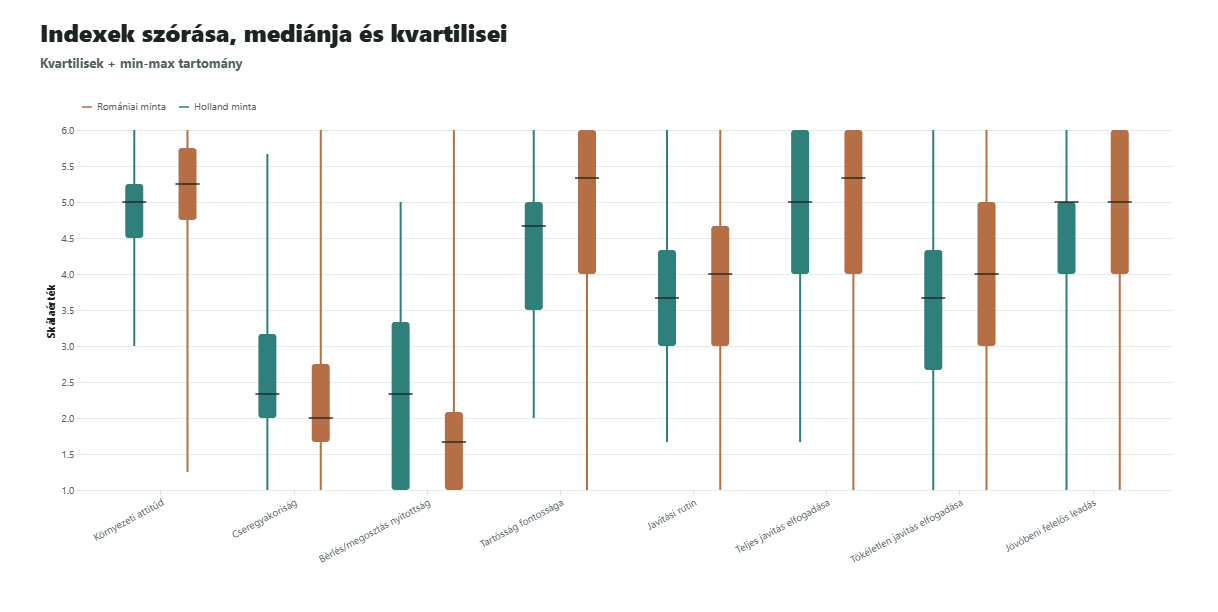 Indexek szórása, mediánja és kvartilisei
Kvartilisek + min-max tartomány
Romániai minta
Holland minta
6.0
5.5
5.0
4.5
4.0
3.5
3.0
2.5
2.0
1.5
1.0
Skálaérték
Környezeti attitűd
Cseregyakoriság
Bérlés/megosztás nyitottság
Tartósság fontossága
Javítási rutin
Teljes javítás elfogadása
Tökéletlen javítás elfogadása
Jövőbeni felelős leadás